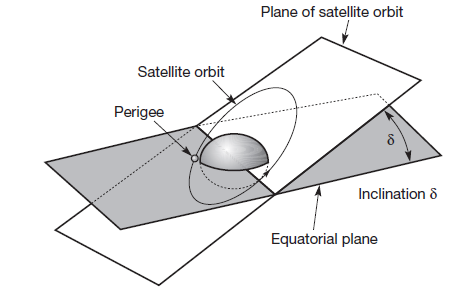 Plane of satellite orbit
Satellite orbit
Perigee
δ
Inclination δ
Equatorial plane